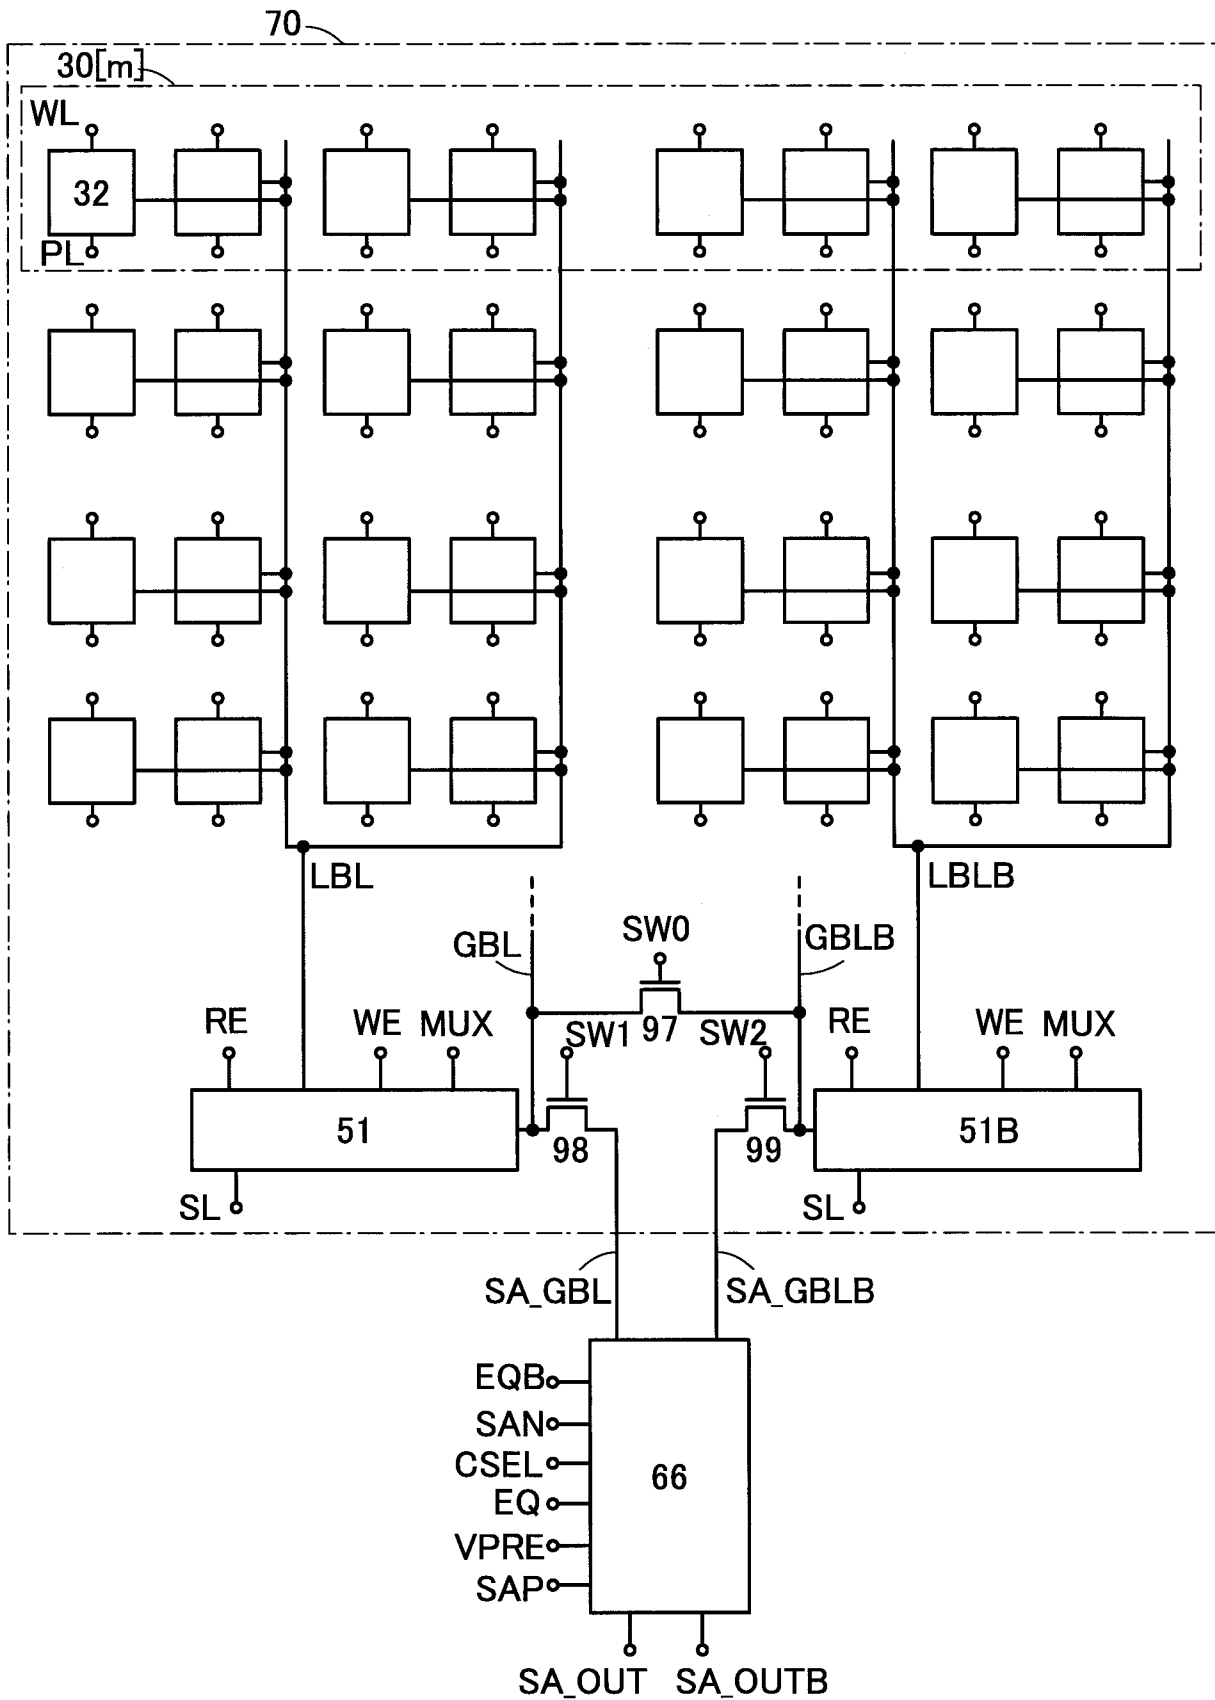 70
30[m]
WL
32
PL
LBL
LBLB
GBL
SW0
GBLB
RE
WE
MUX
SW1
97
SW2
RE
WE
MUX
51
98
99
51B
SL
SL
SA_GBL
SA_GBLB
EQB
SAN
CSEL
EQ
VPRE
SAP
66
SA_OUT
SA_OUTB